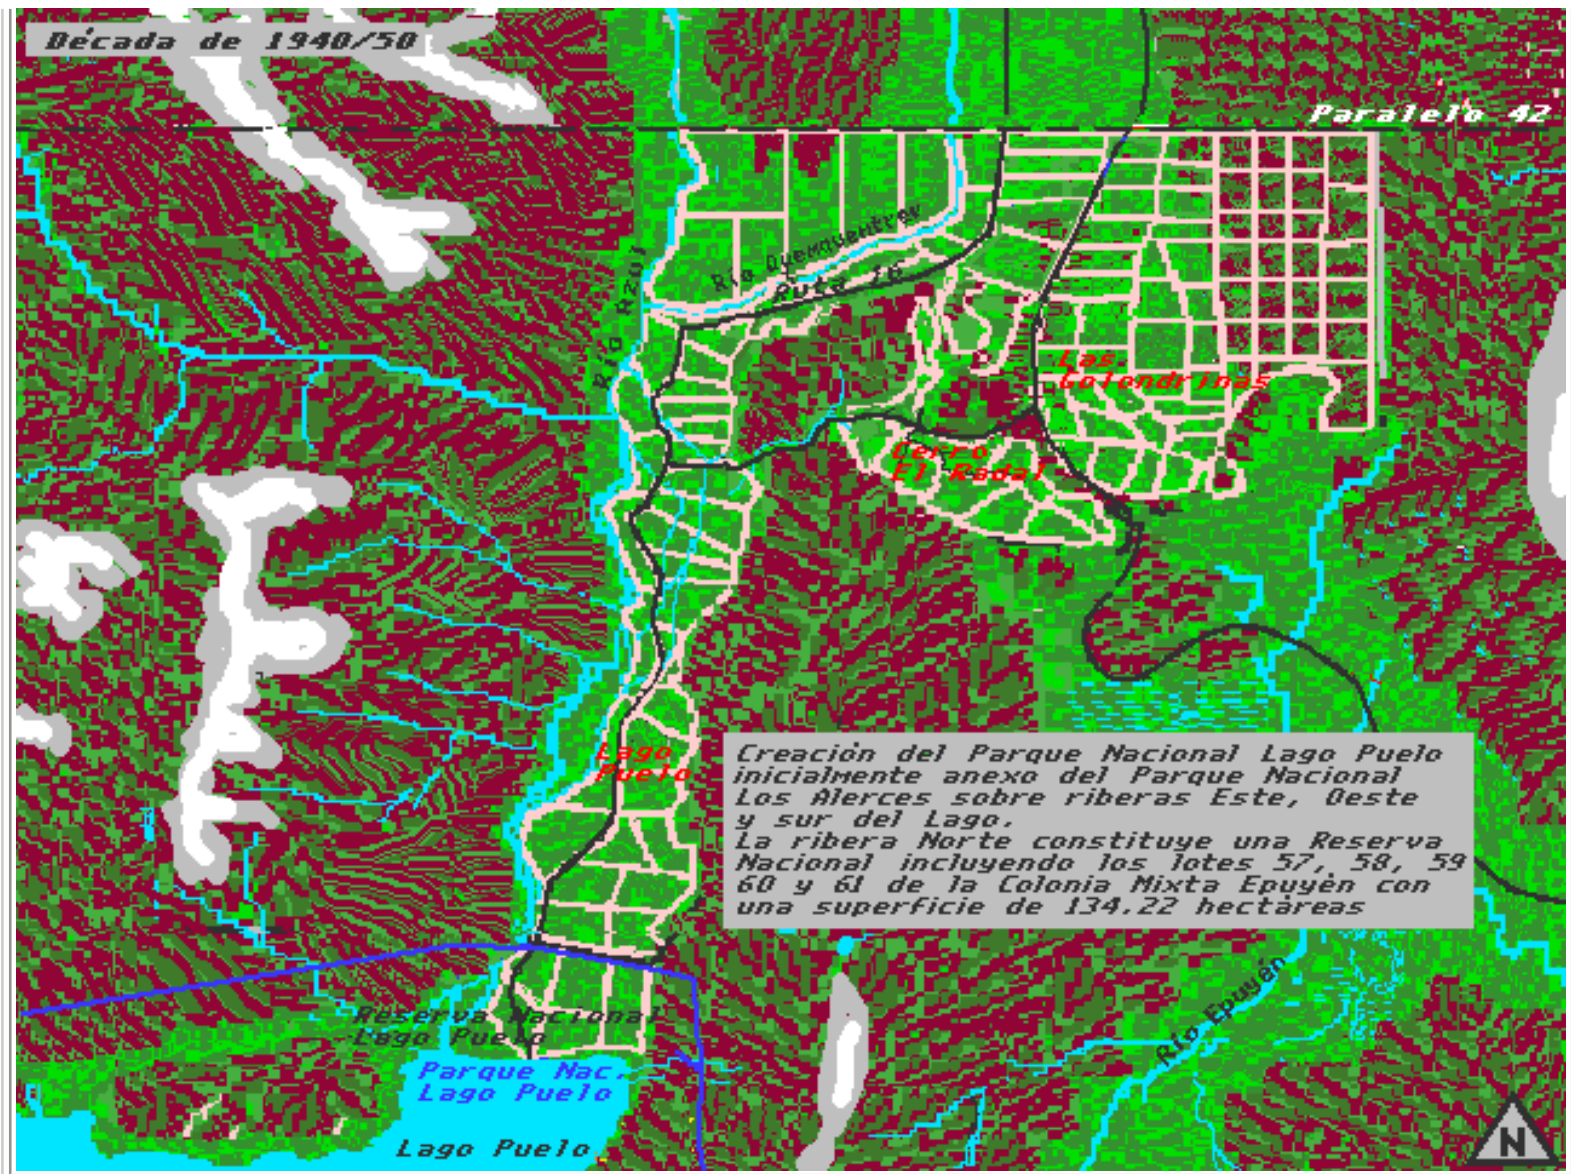 Década de 1940/50
Paralelo 42
Río Azul
Río Quemquemtreu
Ruta 16
Las
Golondrinas
Cerro
El Radal
Lago
Puelo
Creación del Parque Nacional Lago Puelo
inicialmente anexo del Parque Nacional
Los Alerces sobre riberas Este, Oeste
y sur del Lago.
La ribera Norte constituye una Reserva
Nacional incluyendo los lotes 57, 58, 59
60 y 61 de la Colonia Mixta Epuyén con
una superficie de 134.22 hectáreas
Río Epuyén
Reserva Nacional
Lago Puelo
Parque Nac.
Lago Puelo
Lago Puelo
N